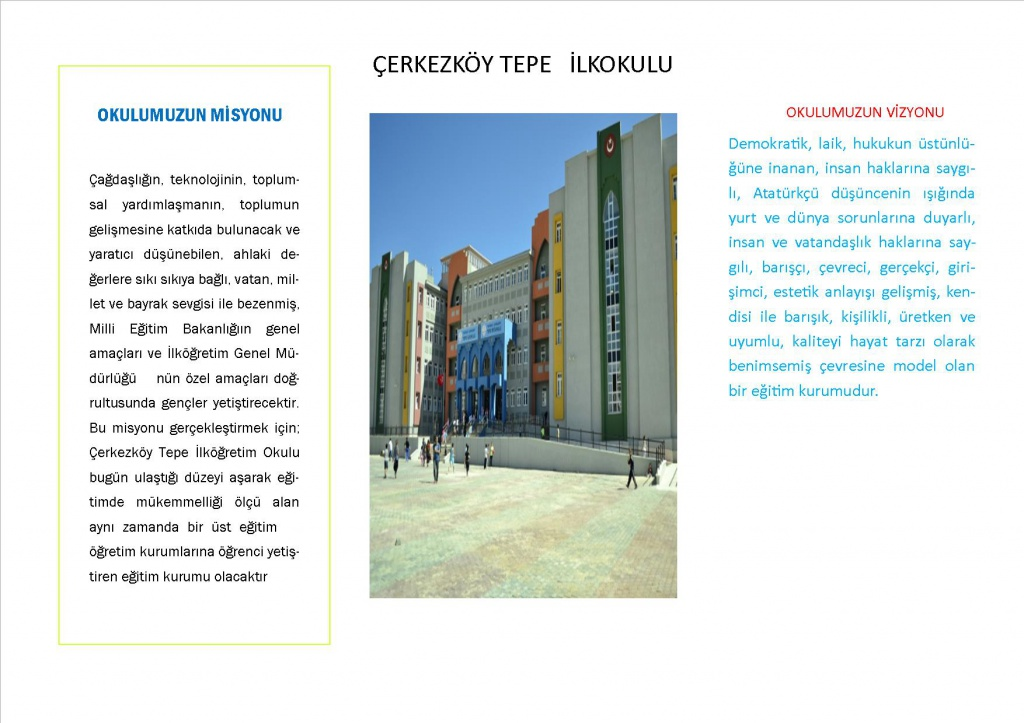 ÇERKEZKÖY TEPE İLKOKULU
OKULUMUZUN MİSYONU
Çağdaşlığın, teknolojinin, toplum-
sal yardımlaşmanın, toplumun
gelişmesine katkıda bulunacak ve
yaratıcı düşünebilen, ahlaki de-
ğerlere sıkı sıkıya bağlı, vatan, mil-
let ve bayrak sevgisi ile bezenmiş,
Milli Eğitim Bakanlığıın genel
amaçları ve İlköğretim Genel Mü-
dürlüğü nün özel amaçları doğ-
rultusunda gençler yetiştirecektir.
Bu misyonu gerçekleştirmek için;
Çerkezköy Tepe İlköğretim Okulu
bugün ulaştığı düzeyi aşarak eği-
timde mükemmelliği ölçü alan
aynı zamanda bir üst eğitim
öğretim kurumlarına öğrenci yetiş-
tiren eğitim kurumu olacaktır
OKULUMUZUN VİZYONU
Demokratik, laik, hukukun üstünlü-
ğüne inanan, insan haklarına saygı-
lı, Atatürkçü düşüncenin ışığında
yurt ve dünya sorunlarına duyarlı,
insan ve vatandaşlık haklarına say-
gılı, barışçı, çevreci, gerçekçi, giri-
şimci, estetik anlayışı gelişmiş, ken-
disi ile barışık, kişilikli, üretken ve
uyumlu, kaliteyi hayat tarzı olarak
benimsemiş çevresine model olan
bir eğitim kurumudur.